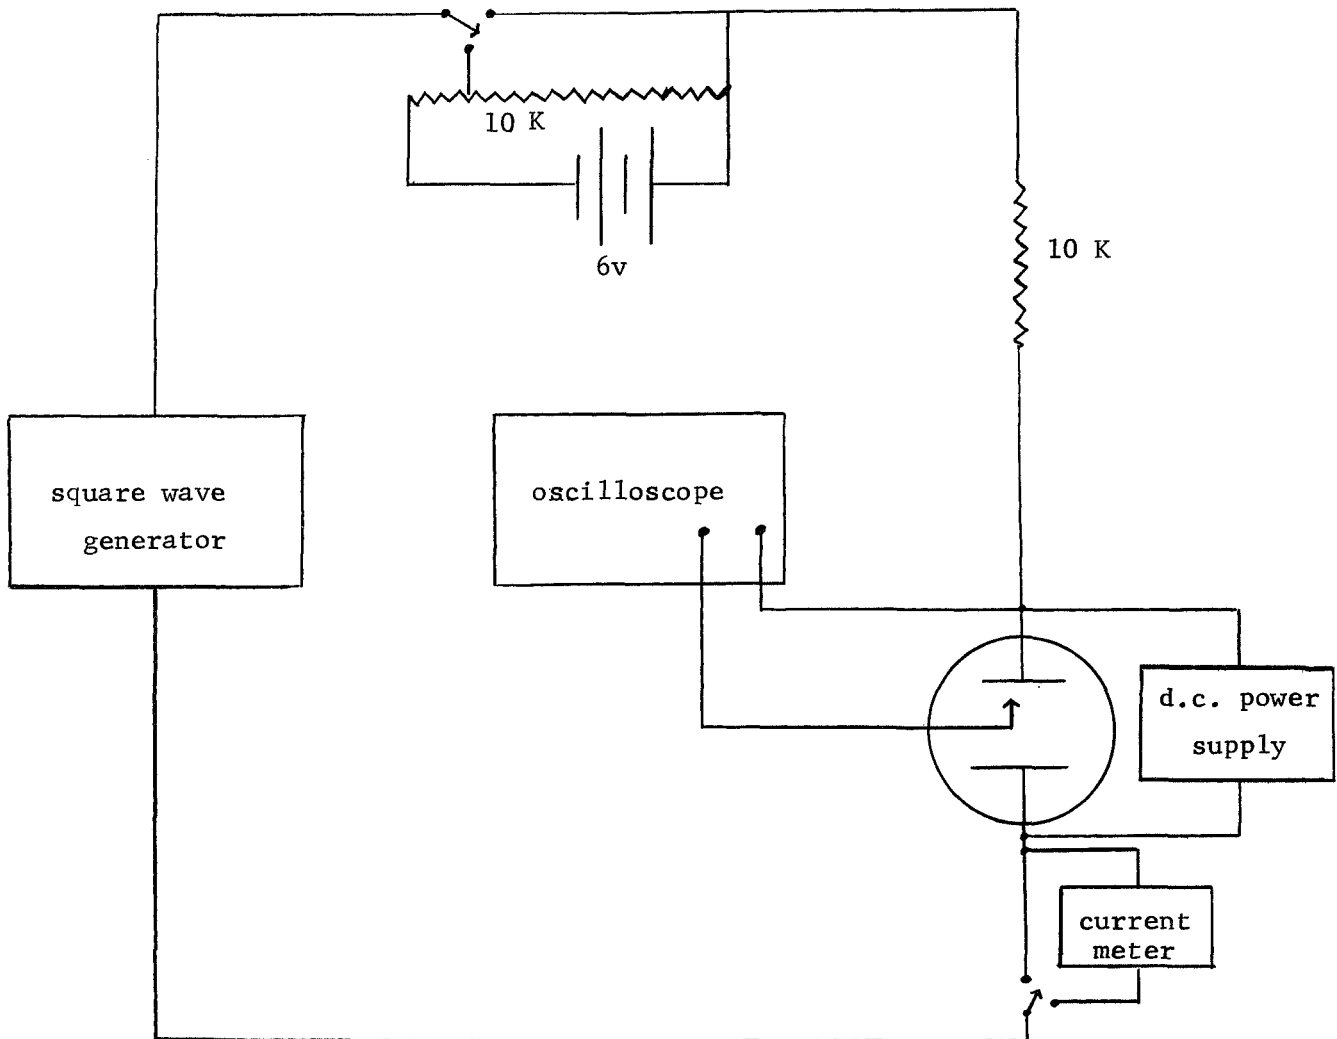 10 K
6v
10 K
square wave
generator
oscilloscope
d.c. power
supply
current
meter